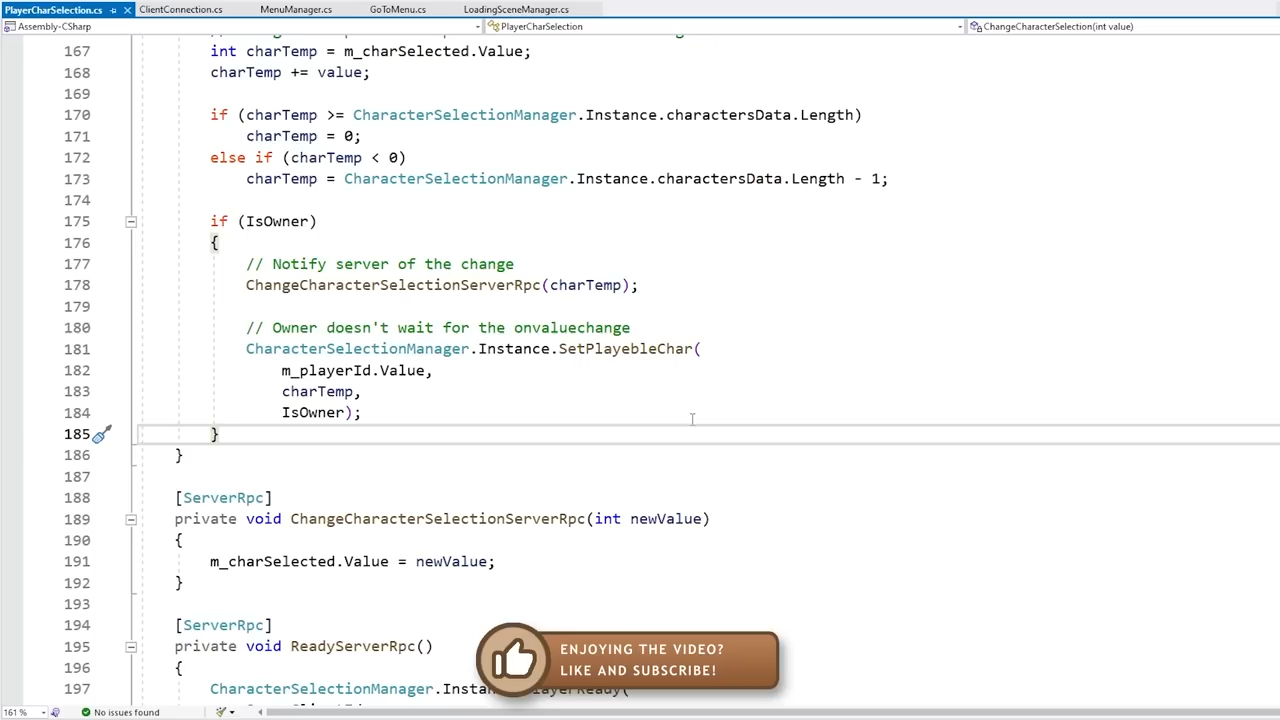 PlayerCharSelection.cs
ClientConnection.cs
MenuManager.cs
GoToMenu.cs
LoadingSceneManager.cs
Assembly-CSharp
PlayerCharSelection
ChangeCharacterSelection(int value)
167 int charTemp = m_charSelected.Value;
168 charTemp += value;
169
170 if (charTemp >= CharacterSelectionManager.Instance.charactersData.Length)
171 charTemp = 0;
172 else if (charTemp < 0)
173 charTemp = CharacterSelectionManager.Instance.charactersData.Length - 1;
174
175 if (IsOwner)
176 {
177 // Notify server of the change
178 ChangeCharacterSelectionServerRpc(charTemp);
179
180 // Owner doesn't wait for the onvaluechange
181 CharacterSelectionManager.Instance.SetPlayebleChar(
182 m_playerId.Value,
183 charTemp,
184 IsOwner);
185 }
186 }
187
188 [ServerRpc]
189 private void ChangeCharacterSelectionServerRpc(int newValue)
190 {
191 m_charSelected.Value = newValue;
192 }
193
194 [ServerRpc]
195 private void ReadyServerRpc()
196 {
197 CharacterSelectionManager.Inst
ENJOYING THE VIDEO?
LIKE AND SUBSCRIBE!
161 %
No issues found